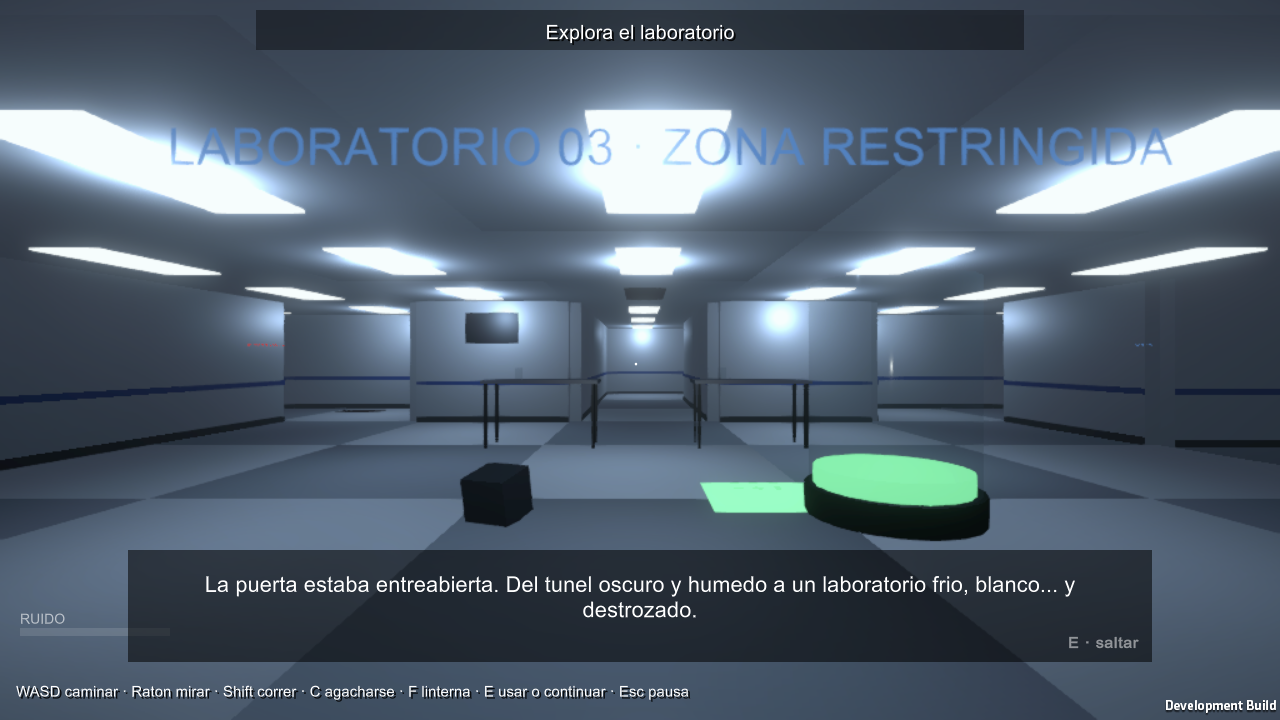 Explora el laboratorio
LABORATORIO 03 · ZONA RESTRINGIDA
La puerta estaba entreabierta. Del tunel oscuro y humedo a un laboratorio frio, blanco... y
destrozado.
E · saltar
RUIDO
WASD caminar · Raton mirar · Shift correr · C agacharse · F linterna · E usar o continuar · Esc pausa
Development Build